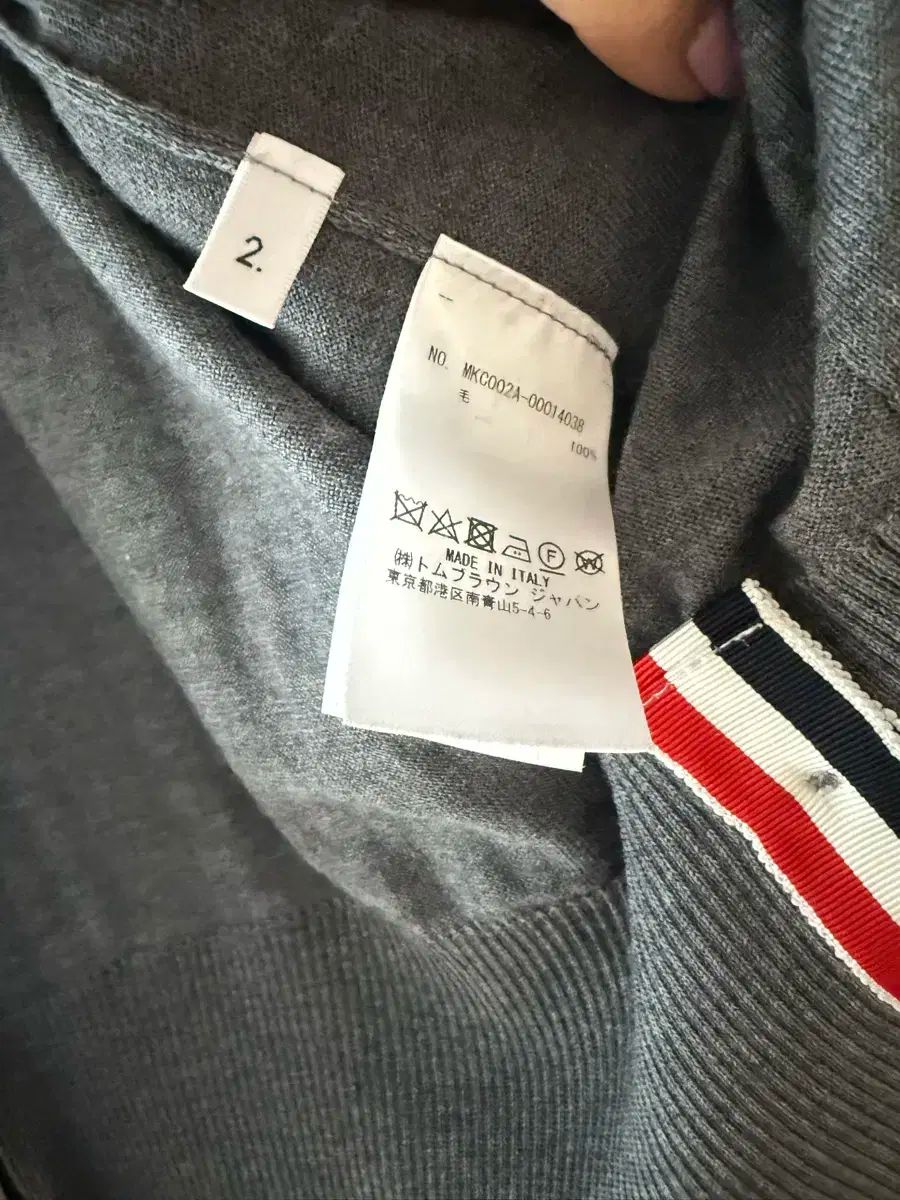 2.
NO. MKC002A-00014038
毛
100%
MADE IN ITALY
㈱トムブラウン ジャパン
東京都港区南青山5-4-6